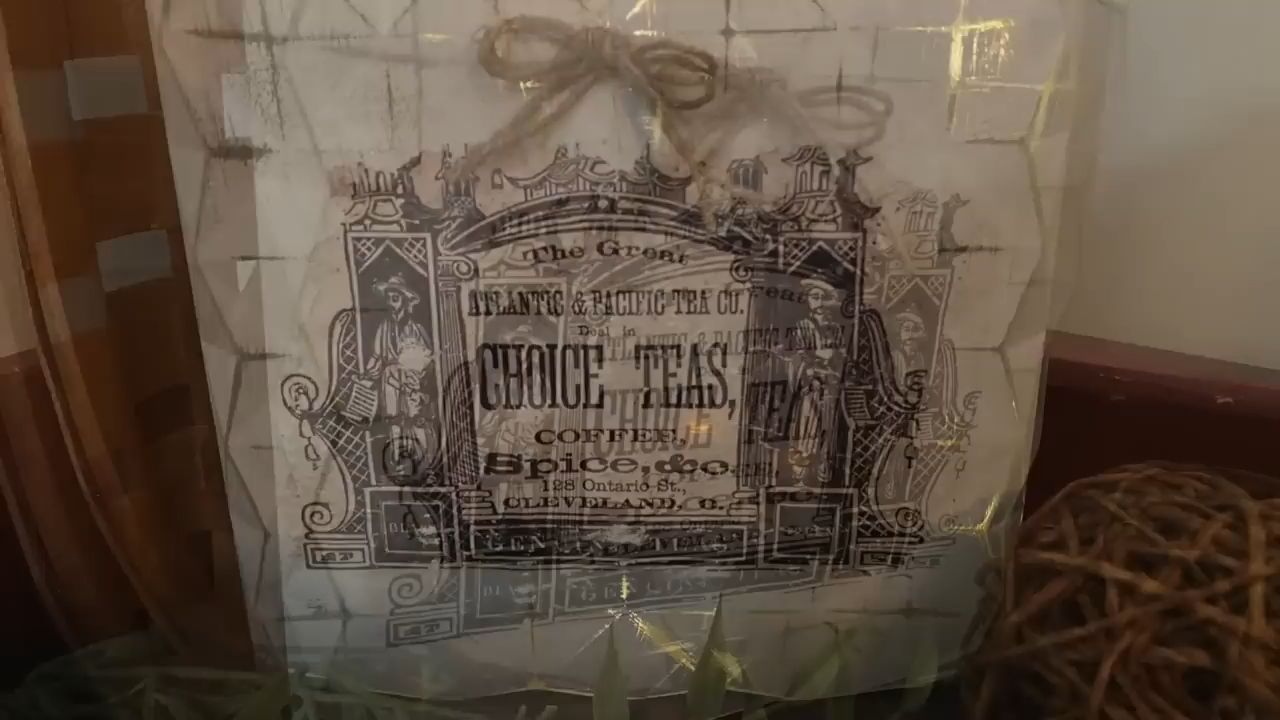 The Great
ATLANTIC & PACIFIC TEA CO.
Deal in
CHOICE TEAS,
COFFEE,
Spice, &c.
128 Ontario St.,
CLEVELAND, O.